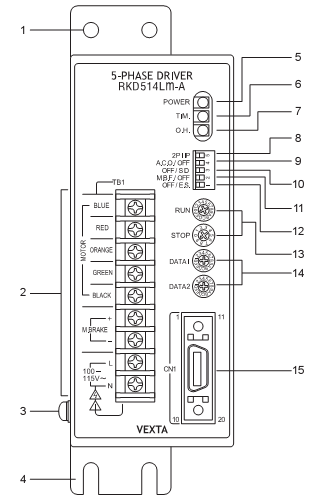 1
5-PHASE DRIVER
RKD514LM-A
POWER
T.I.M.
O.H.
5
6
7
2P/1P
A.C.O./OFF
OFF/S.D
M.B.F./OFF
OFF/E.S.
8
9
10
11
12
TB1
MOTOR
BLUE
RED
ORANGE
GREEN
BLACK
RUN
STOP
13
DATA1
DATA2
14
2
M.BRAKE
+
−
L
100–
115V~
N
CN1
1
11
10
20
15
3
VEXTA
4